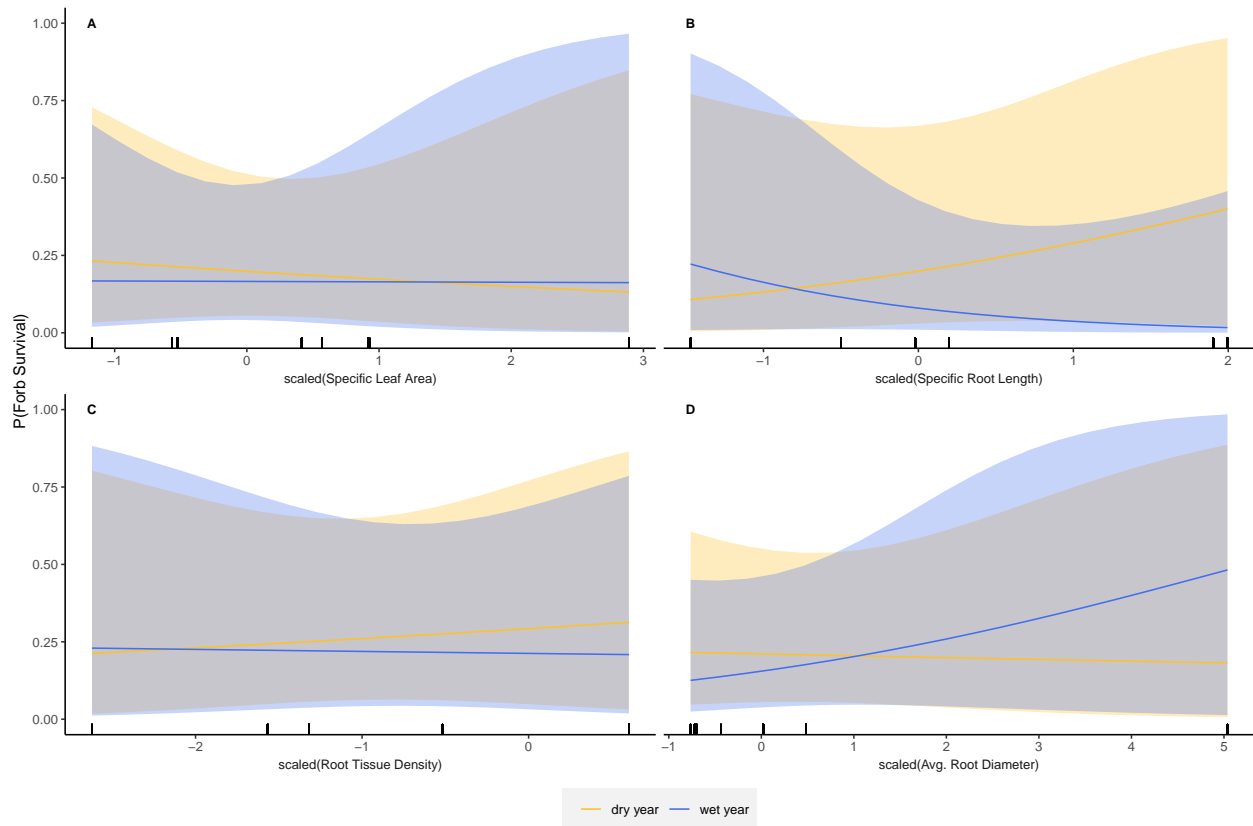 A
B
1.00
0.75
0.50
0.25
0.00
−1
0
1
2
3
−1
0
1
2
scaled(Specific Leaf Area)
scaled(Specific Root Length)
P(Forb Survival)
C
D
1.00
0.75
0.50
0.25
0.00
−2
−1
0
−1
0
1
2
3
4
5
scaled(Root Tissue Density)
scaled(Avg. Root Diameter)
dry year
wet year